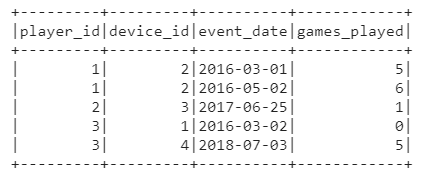 +---------+---------+----------+------------+
|player_id|device_id|event_date|games_played|
+---------+---------+----------+------------+
|        1|        2|2016-03-01|           5|
|        1|        2|2016-05-02|           6|
|        2|        3|2017-06-25|           1|
|        3|        1|2016-03-02|           0|
|        3|        4|2018-07-03|           5|
+---------+---------+----------+------------+